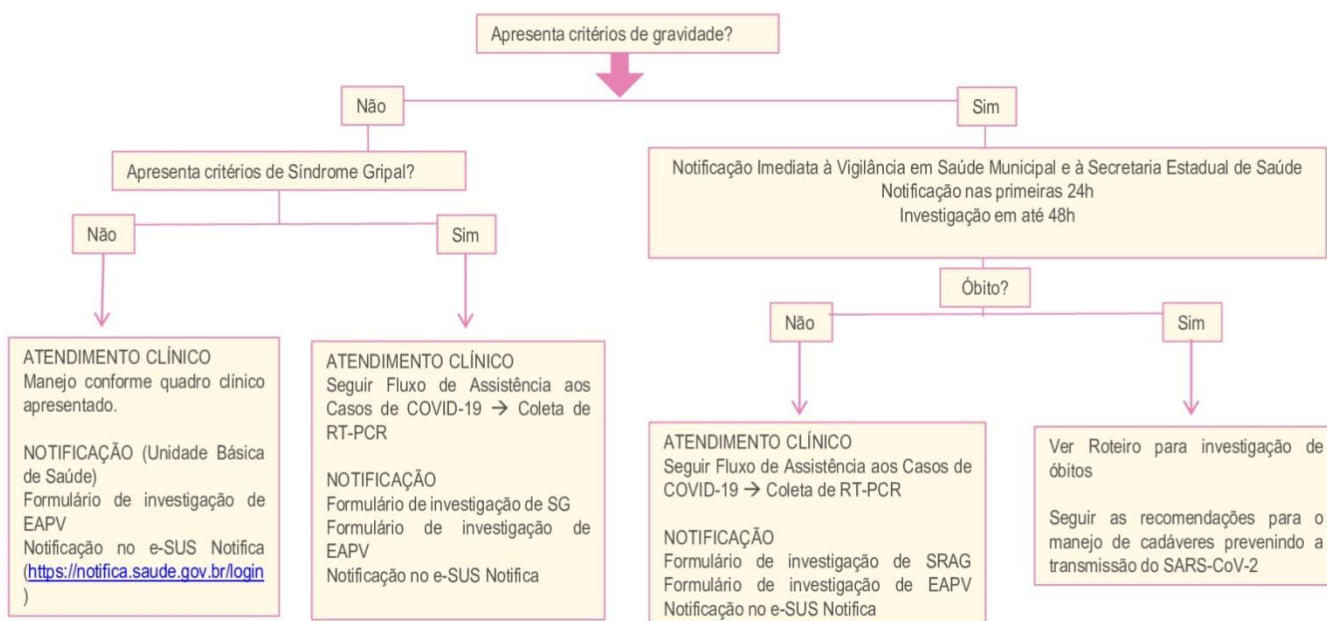 Apresenta critérios de gravidade?
Não
Sim
Apresenta critérios de Síndrome Gripal?
Não
Sim
Notificação Imediata à Vigilância em Saúde Municipal e à Secretaria Estadual de Saúde
Notificação nas primeiras 24h
Investigação em até 48h
Óbito?
Não
Sim
ATENDIMENTO CLÍNICO
Manejo conforme quadro clínico
apresentado.
NOTIFICAÇÃO (Unidade Básica
de Saúde)
Formulário de investigação de
EAPV
Notificação no e-SUS Notifica
(https://notifica.saude.gov.br/login
)
ATENDIMENTO CLÍNICO
Seguir Fluxo de Assistência aos
Casos de COVID-19 → Coleta de
RT-PCR
NOTIFICAÇÃO
Formulário de investigação de SG
Formulário de investigação de
EAPV
Notificação no e-SUS Notifica
ATENDIMENTO CLÍNICO
Seguir Fluxo de Assistência aos Casos de
COVID-19 → Coleta de RT-PCR
NOTIFICAÇÃO
Formulário de investigação de SRAG
Formulário de investigação de EAPV
Notificação no e-SUS Notifica
Ver Roteiro para investigação de
óbitos
Seguir as recomendações para o
manejo de cadáveres prevenindo a
transmissão do SARS-CoV-2